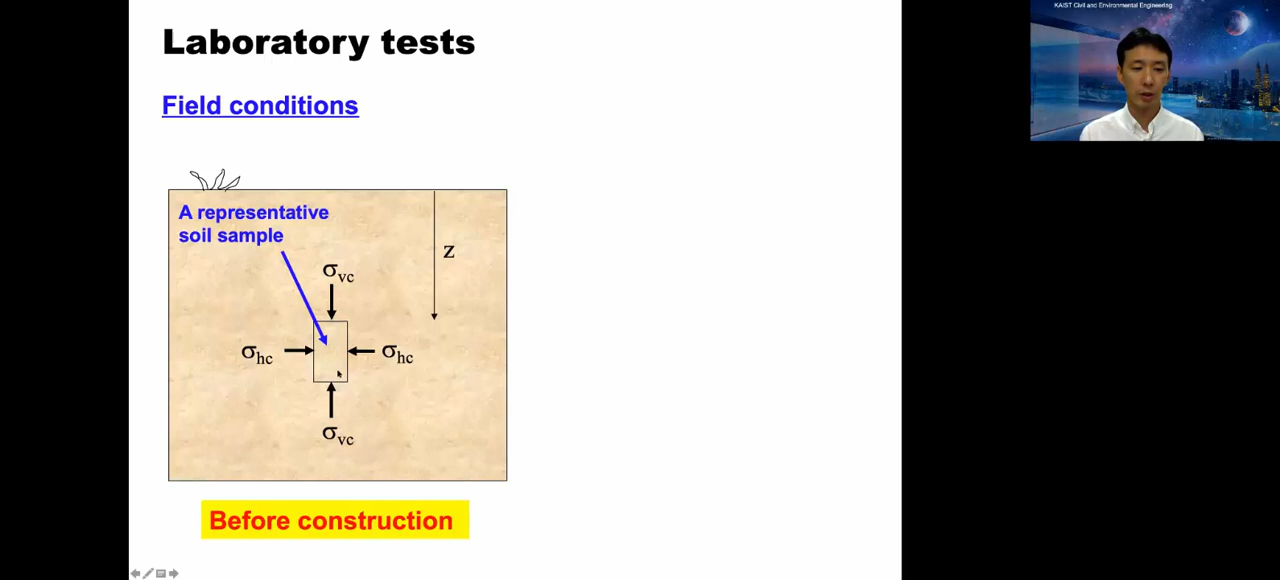 KAIST Civil and Environmental Engineering
Laboratory tests
Field conditions
A representative
soil sample
z
σvc
σhc
σhc
σvc
Before construction